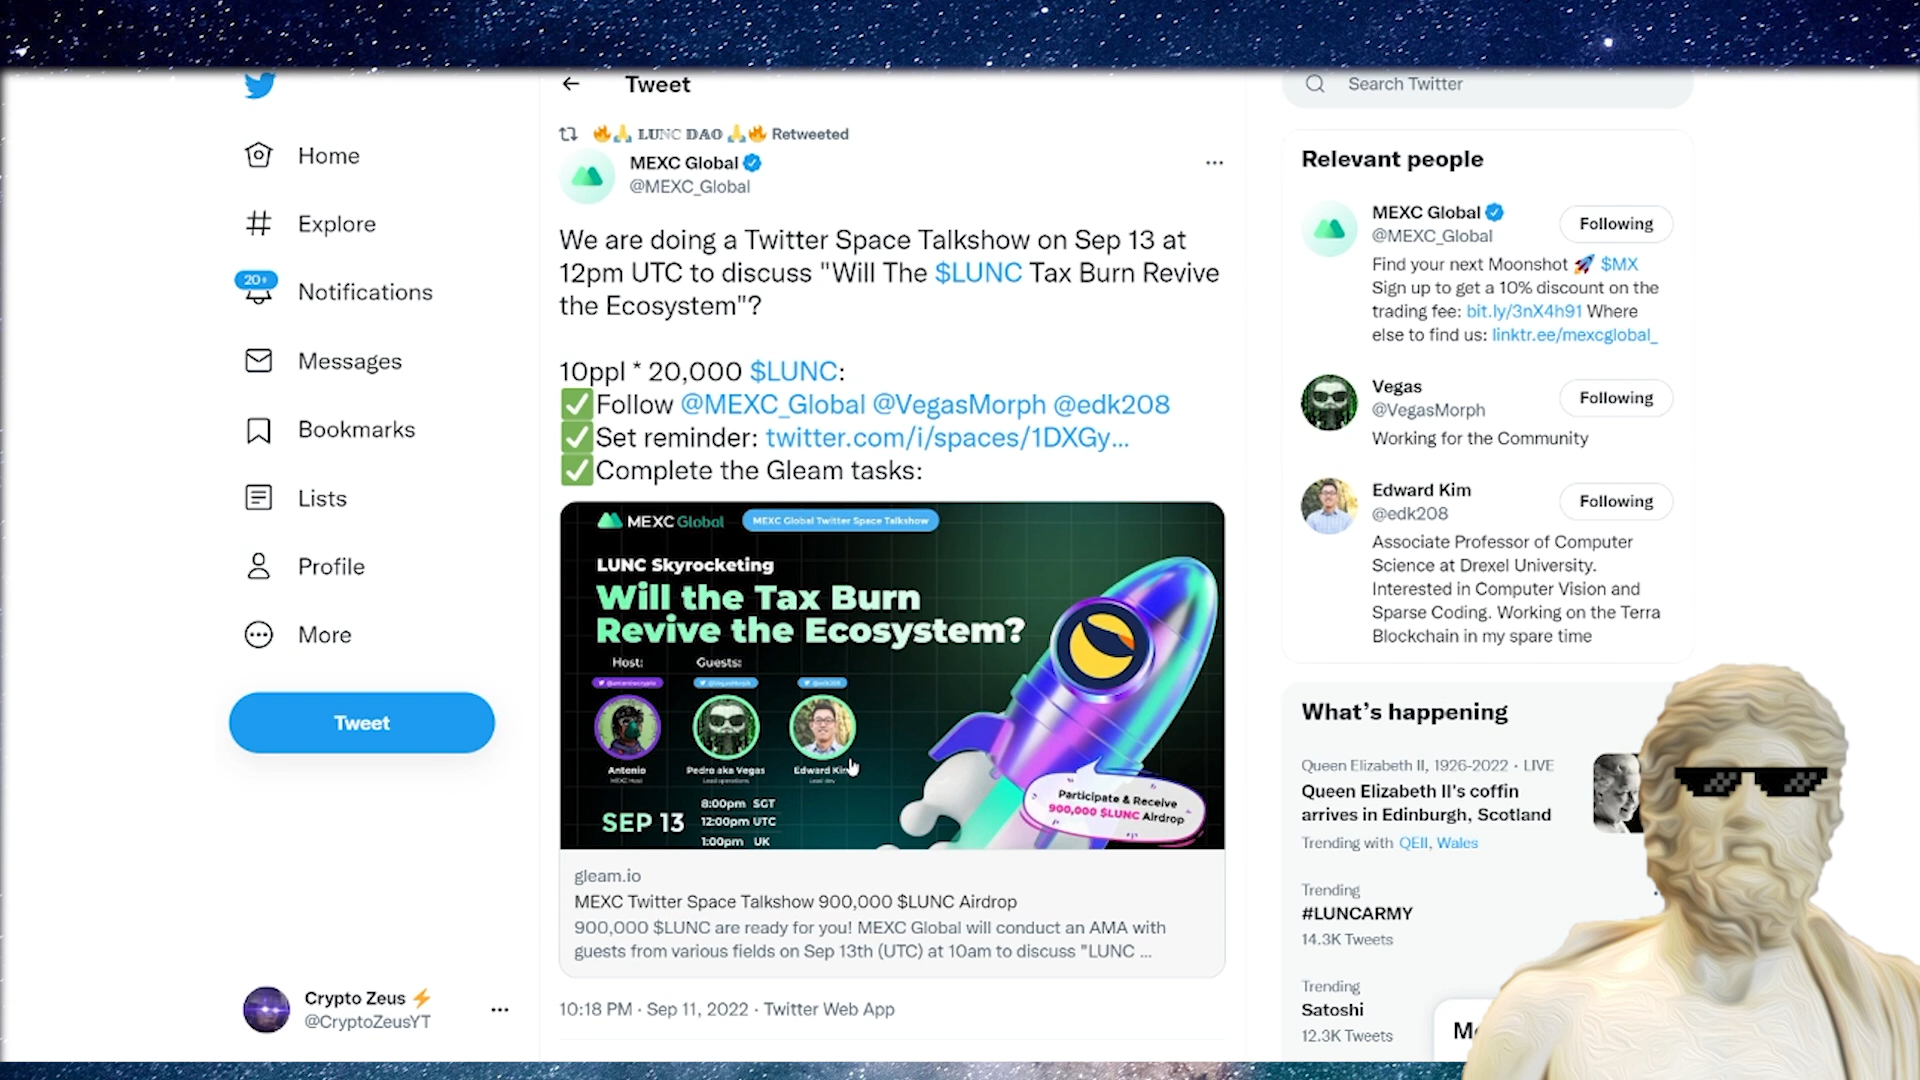 Tweet
Search Twitter
LUNC DAO Retweeted
MEXC Global
@MEXC_Global
We are doing a Twitter Space Talkshow on Sep 13 at
12pm UTC to discuss "Will The $LUNC Tax Burn Revive
the Ecosystem"?
10ppl * 20,000 $LUNC:
Follow @MEXC_Global @VegasMorph @edk208
Set reminder: twitter.com/i/spaces/1DXGy...
Complete the Gleam tasks:
MEXC Global
MEXC Global Twitter Space Talkshow
LUNC Skyrocketing
Will the Tax Burn
Revive the Ecosystem?
Host:
Guests:
@VegasMorph
@edk208
Antonio
Pedro aka Vegas
Edward Kim
MEXC Host
Lead operations
Lead dev
SEP 13
8:00pm SGT
12:00pm UTC
1:00pm UK
Participate & Receive
900,000 $LUNC Airdrop
gleam.io
MEXC Twitter Space Talkshow 900,000 $LUNC Airdrop
900,000 $LUNC are ready for you! MEXC Global will conduct an AMA with
guests from various fields on Sep 13th (UTC) at 10am to discuss "LUNC ...
10:18 PM · Sep 11, 2022 · Twitter Web App
Home
Explore
20+
Notifications
Messages
Bookmarks
Lists
Profile
More
Tweet
Crypto Zeus
@CryptoZeusYT
Relevant people
MEXC Global
@MEXC_Global
Following
Find your next Moonshot $MX
Sign up to get a 10% discount on the
trading fee: bit.ly/3nX4h91 Where
else to find us: linktr.ee/mexcglobal_
Vegas
@VegasMorph
Following
Working for the Community
Edward Kim
@edk208
Following
Associate Professor of Computer
Science at Drexel University.
Interested in Computer Vision and
Sparse Coding. Working on the Terra
Blockchain in my spare time
What's happening
Queen Elizabeth II, 1926-2022 · LIVE
Queen Elizabeth II's coffin
arrives in Edinburgh, Scotland
Trending with QEII, Wales
Trending
#LUNCARMY
14.3K Tweets
Trending
Satoshi
12.3K Tweets